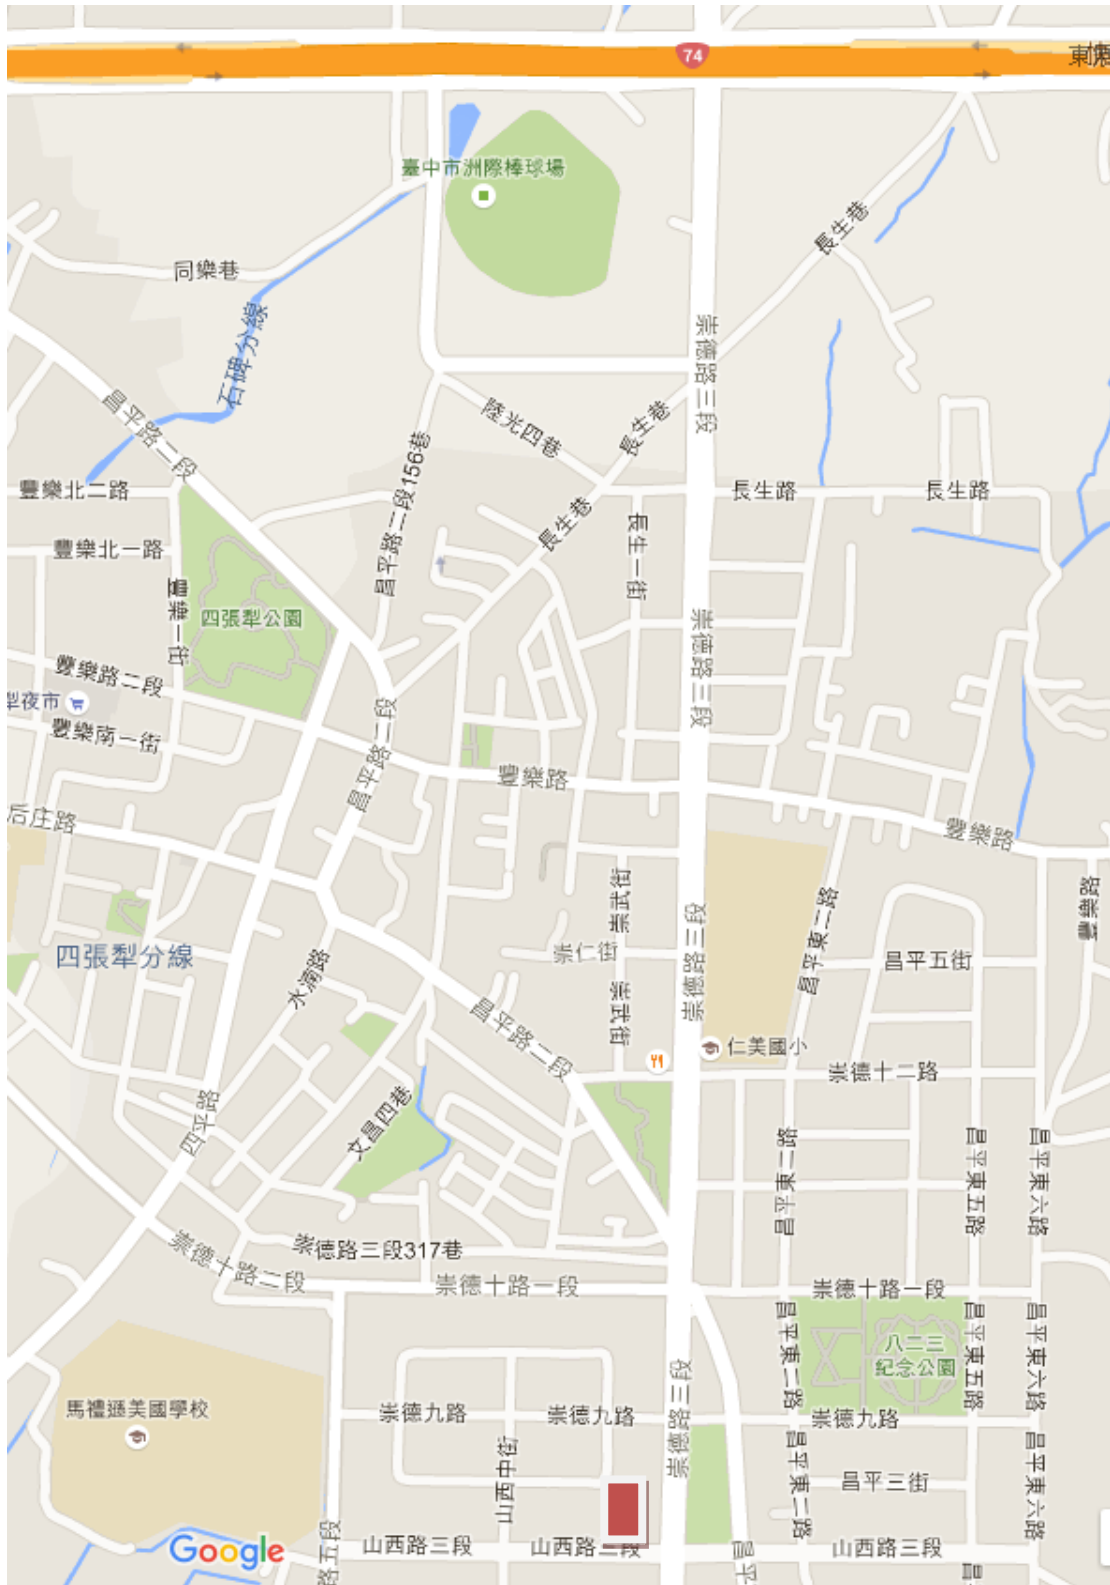 74
臺中市洲際棒球場
長生巷
同樂巷
石碑分線
崇德路三段
昌平路二段
陸光四巷
長生巷
昌平路二段156巷
豐樂北二路
長生路
長生路
長生巷
長生一街
豐樂北一路
豐樂一街
四張犁公園
崇德路三段
豐樂路二段
犁夜市
豐樂南一街
昌平路二段
豐樂路
后庄路
豐樂路
崇武街
昌平東二路
崇德路三段
四張犁分線
崇仁街
昌平五街
水湳路
崇武街
昌平路二段
仁美國小
崇德十二路
四平路
文昌四巷
昌平東二路
昌平東五路
昌平東六路
崇德路三段317巷
崇德十路二段
崇德十路一段
崇德十路一段
昌平東二路
八二三
紀念公園
昌平東五路
昌平東六路
馬禮遜美國學校
崇德九路
崇德九路
崇德路三段
崇德九路
山西中街
昌平東二路
昌平三街
昌平東六路
Google
路五段
山西路三段
山西路三段
昌平
山西路三段
昌